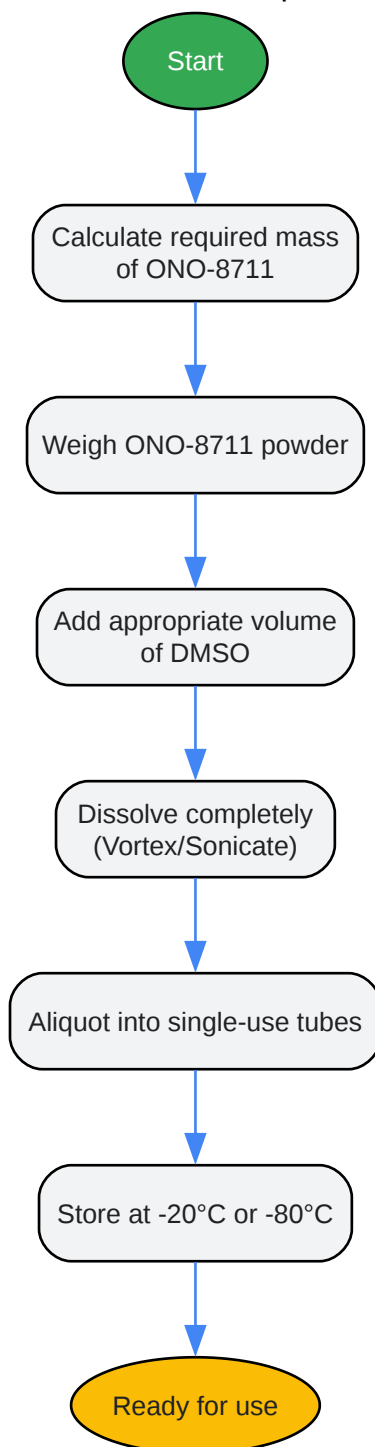 Start
Calculate required mass
of ONO-8711
Weigh ONO-8711 powder
Add appropriate volume
of DMSO
Dissolve completely
(Vortex/Sonicate)
Aliquot into single-use tubes
Store at -20°C or -80°C
Ready for use